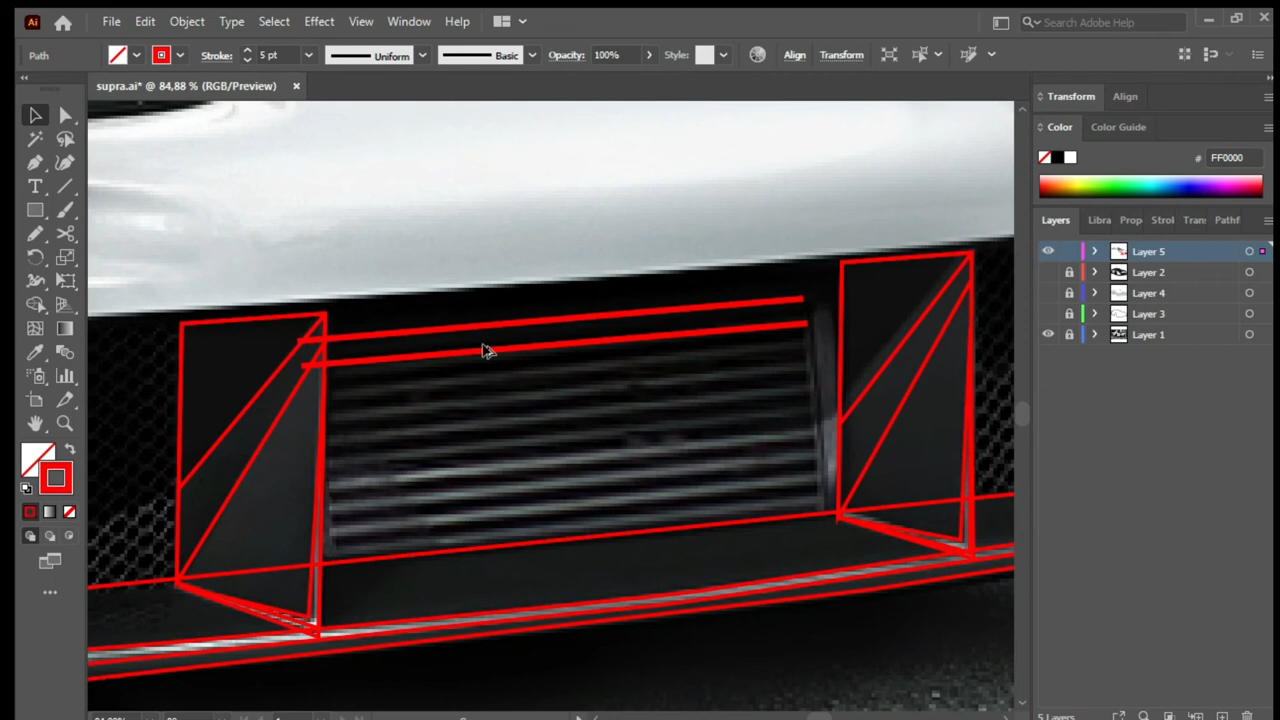 Ai File Edit Object Type Select Effect View Window Help Search Adobe Help
Path Stroke: 5 pt Uniform Basic Opacity: 100% Style: Align Transform
supra.ai* @ 84,88 % (RGB/Preview) ×
Transform Align
Color Color Guide
# FF0000
Layers Libra Prop Strol Trans Pathf
Layer 5
Layer 2
Layer 4
Layer 3
Layer 1
5 Layers